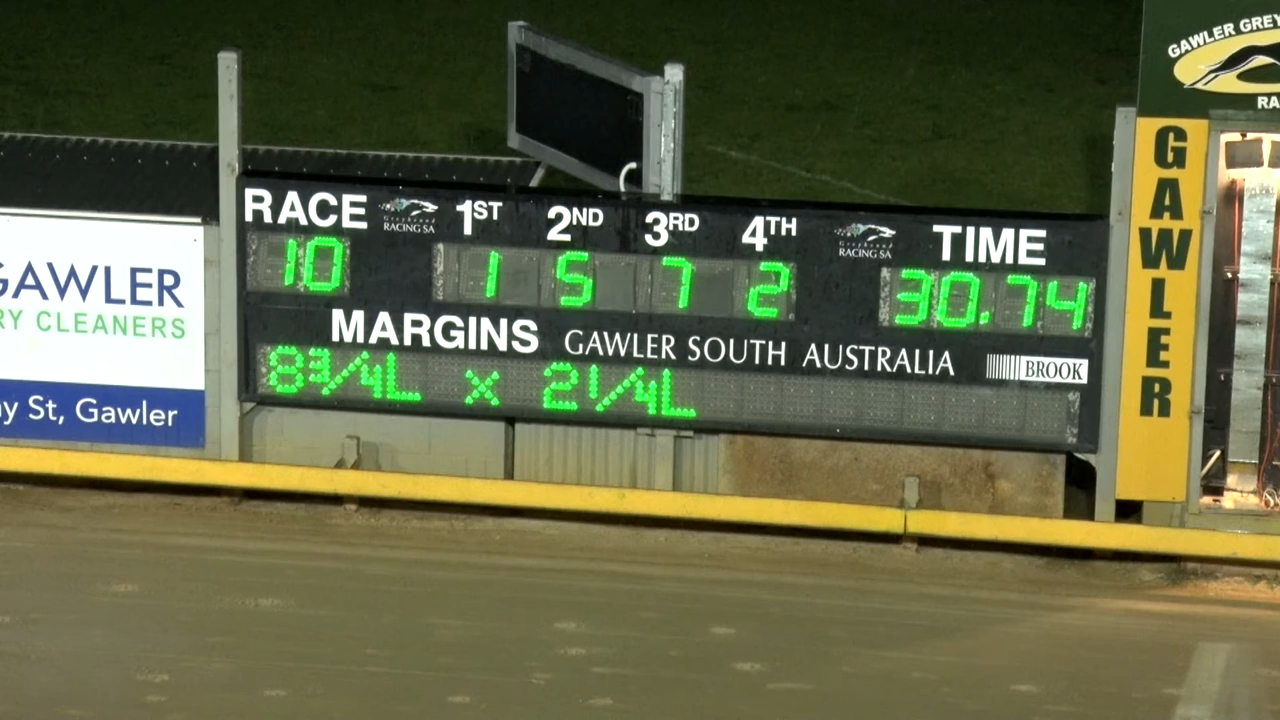 GAWLER GREY
RA
GAWLER
RACE Greyhound RACING SA 1ST 2ND 3RD 4TH Greyhound RACING SA TIME
10 1 5 7 2 30.74
MARGINS GAWLER SOUTH AUSTRALIA BROOK
8¾L x 2¼L
GAWLER
RY CLEANERS
ay St, Gawler